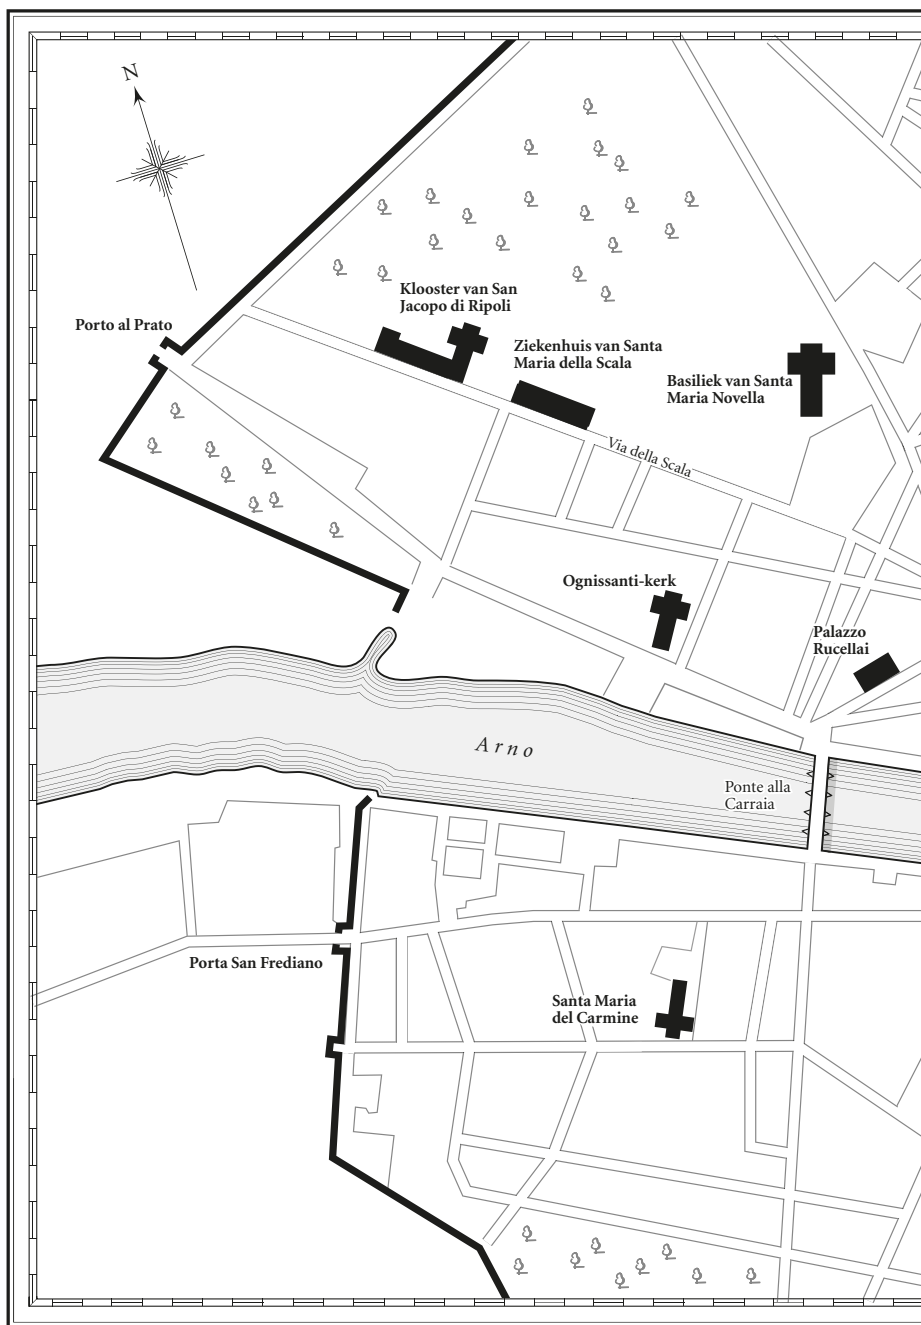 N
Klooster van San
Jacopo di Ripoli
Porto al Prato
Ziekenhuis van Santa
Maria della Scala
Basiliek van Santa
Maria Novella
Via della Scala
Ognissanti-kerk
Palazzo
Rucellai
Arno
Ponte alla
Carraia
Porta San Frediano
Santa Maria
del Carmine